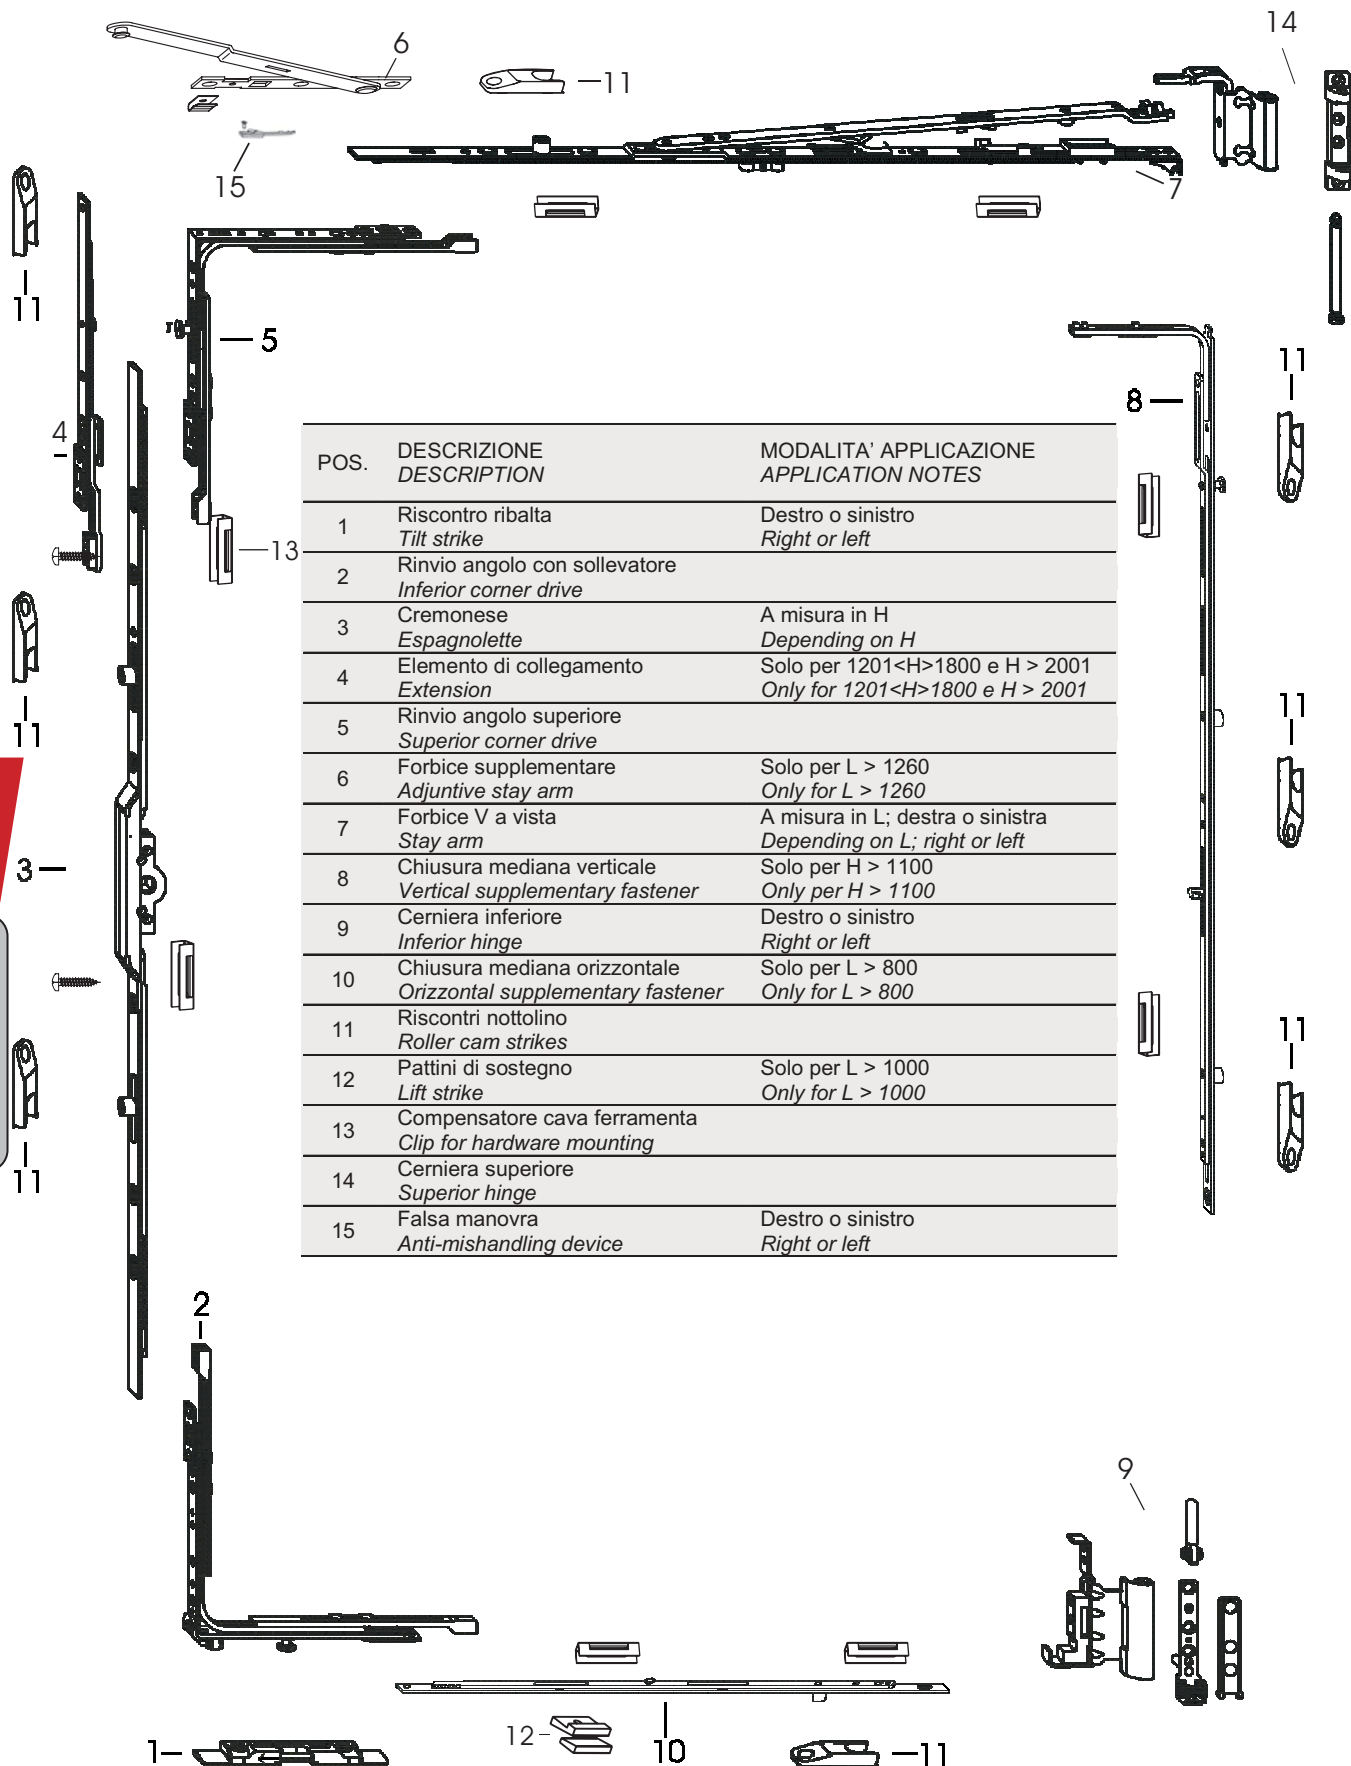 14
6
11
15
7
11
5
11
8
4
13
11
11
3
11
11
POS. DESCRIZIONE MODALITA' APPLICAZIONE
DESCRIPTION APPLICATION NOTES
1 Riscontro ribalta Destro o sinistro
Tilt strike Right or left
2 Rinvio angolo con sollevatore
Inferior corner drive
3 Cremonese A misura in H
Espagnolette Depending on H
4 Elemento di collegamento Solo per 1201<H>1800 e H > 2001
Extension Only for 1201<H>1800 e H > 2001
5 Rinvio angolo superiore
Superior corner drive
6 Forbice supplementare Solo per L > 1260
Adjuntive stay arm Only for L > 1260
7 Forbice V a vista A misura in L; destra o sinistra
Stay arm Depending on L; right or left
8 Chiusura mediana verticale Solo per H > 1100
Vertical supplementary fastener Only per H > 1100
9 Cerniera inferiore Destro o sinistro
Inferior hinge Right or left
10 Chiusura mediana orizzontale Solo per L > 800
Orizzontal supplementary fastener Only for L > 800
11 Riscontri nottolino
Roller cam strikes
12 Pattini di sostegno Solo per L > 1000
Lift strike Only for L > 1000
13 Compensatore cava ferramenta
Clip for hardware mounting
14 Cerniera superiore
Superior hinge
15 Falsa manovra Destro o sinistro
Anti-mishandling device Right or left
11
2
9
12
10
1
11